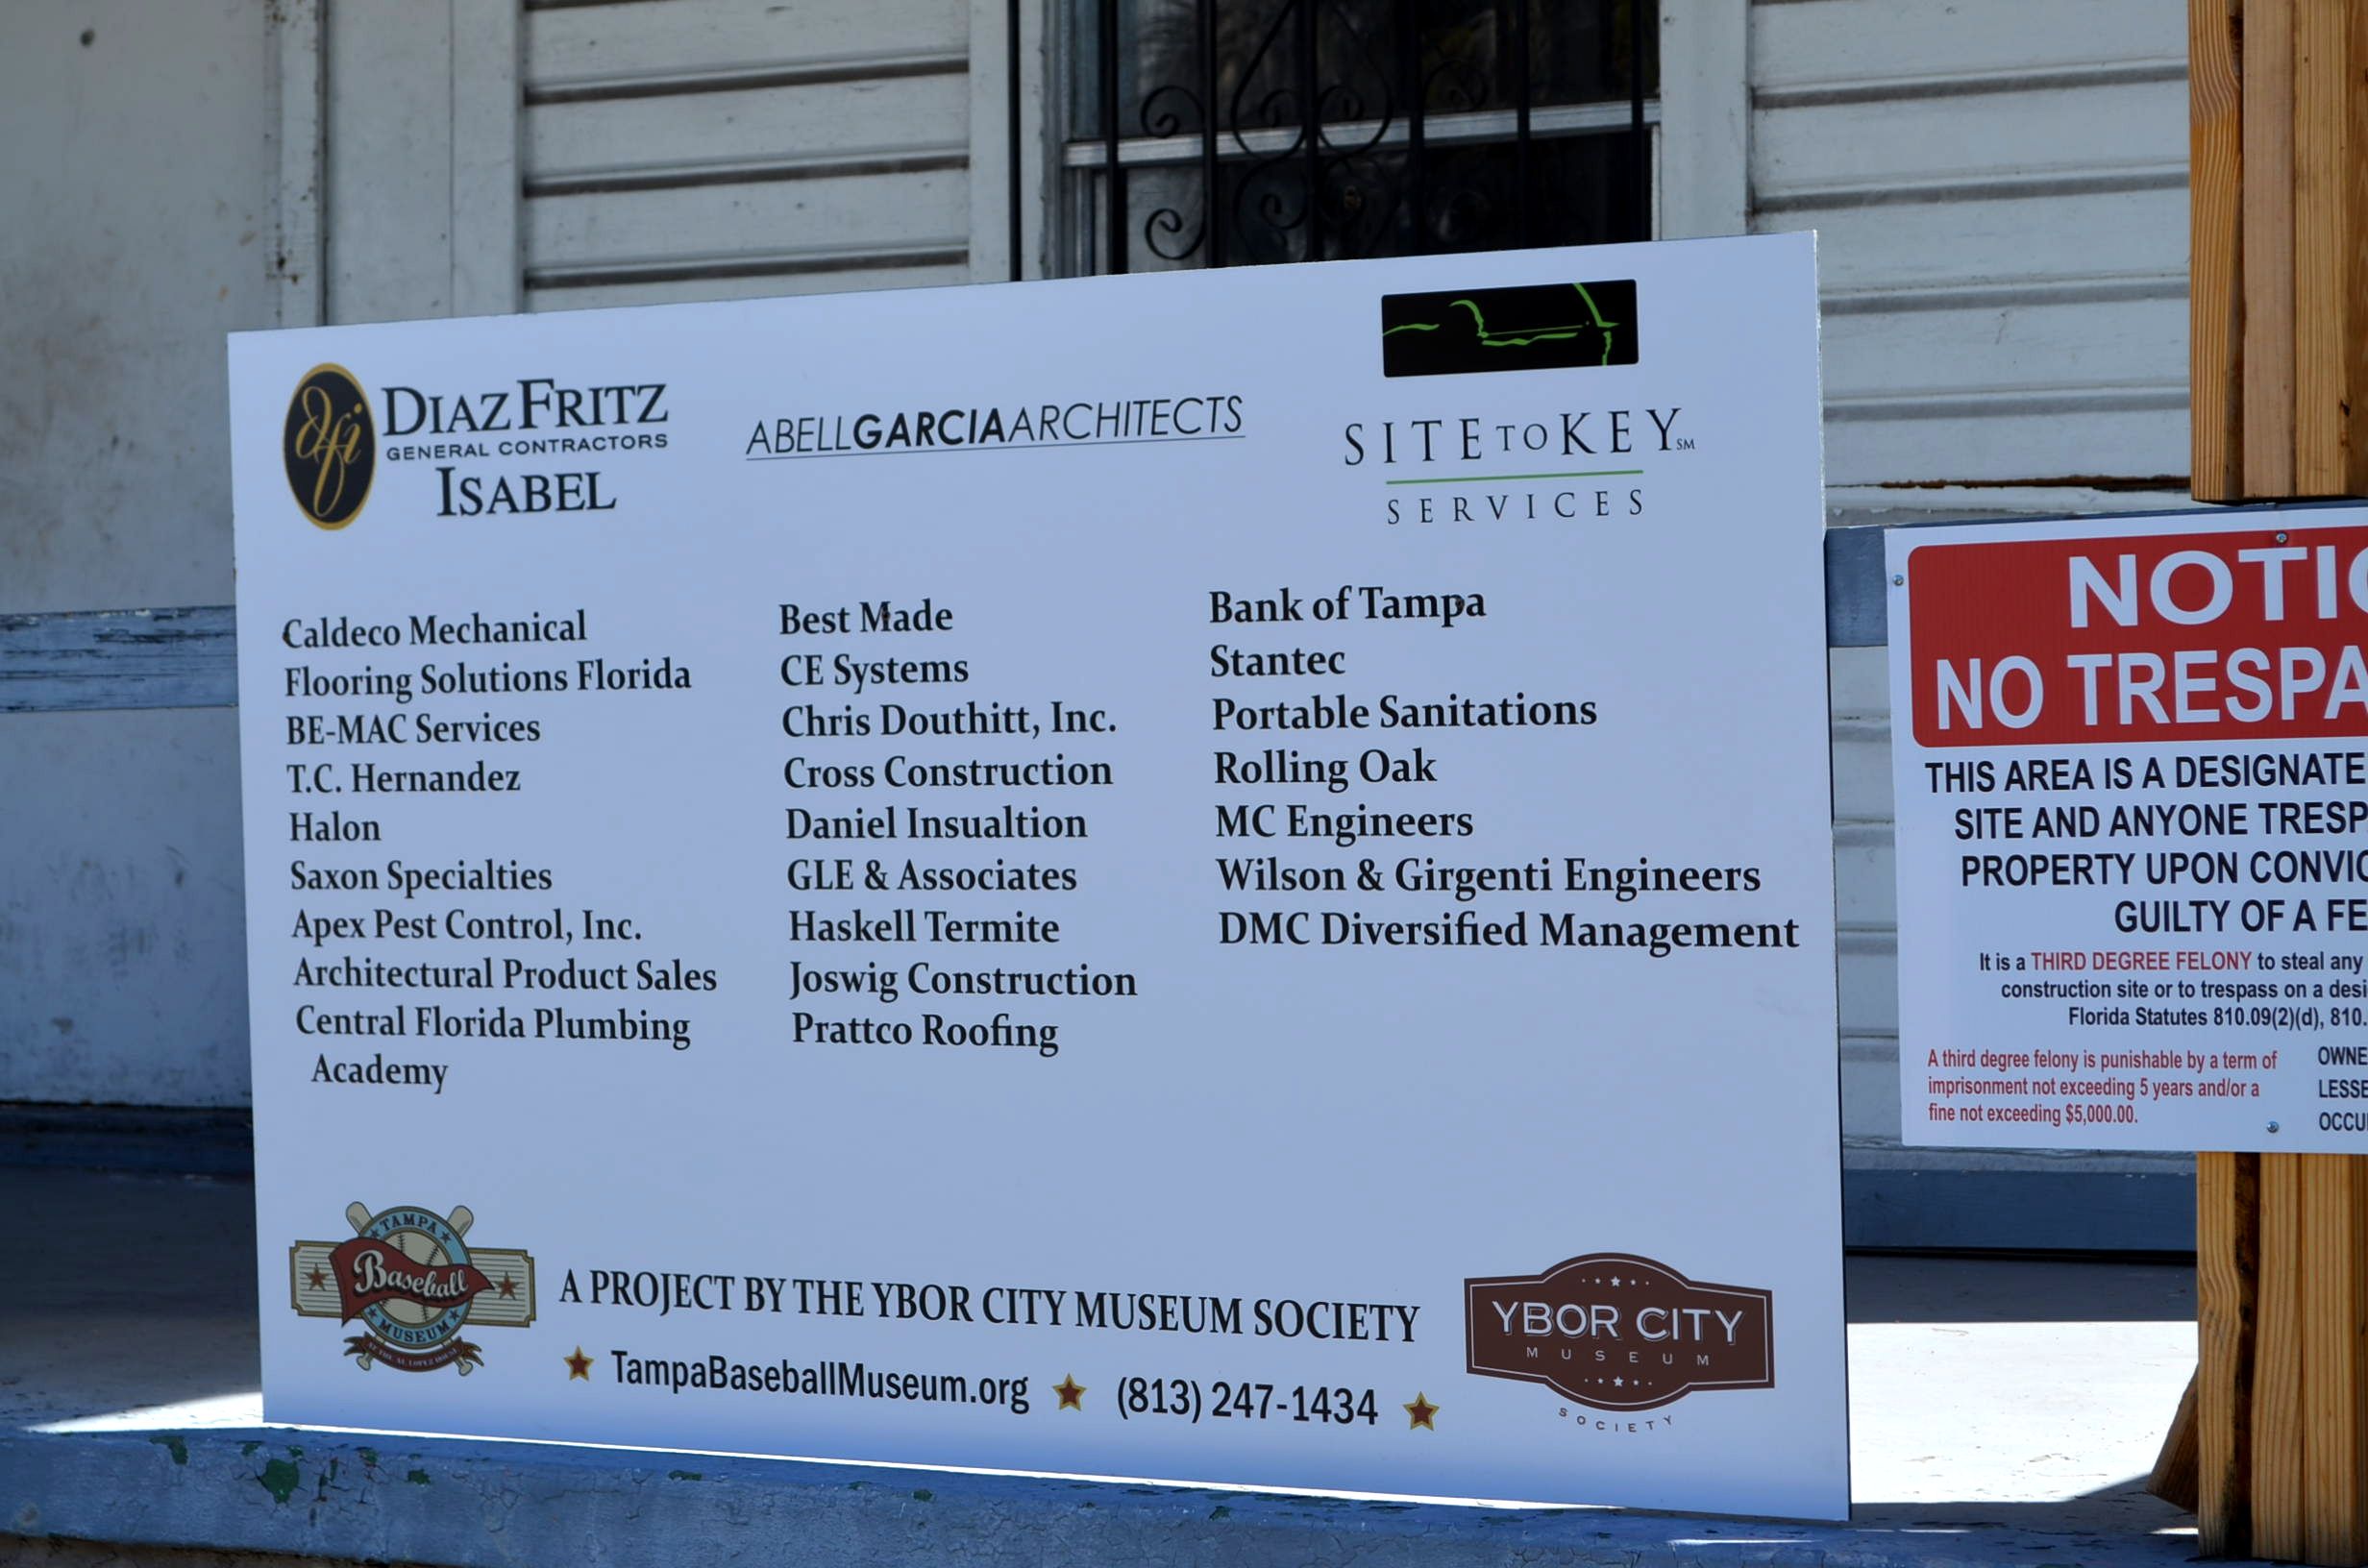 dfi
DIAZ FRITZ
GENERAL CONTRACTORS
ISABEL
ABELLGARCIAARCHITECTS
SITE TO KEY SM
SERVICES
Caldeco Mechanical
Flooring Solutions Florida
BE-MAC Services
T.C. Hernandez
Halon
Saxon Specialties
Apex Pest Control, Inc.
Architectural Product Sales
Central Florida Plumbing
Academy
Best Made
CE Systems
Chris Douthitt, Inc.
Cross Construction
Daniel Insualtion
GLE & Associates
Haskell Termite
Joswig Construction
Prattco Roofing
Bank of Tampa
Stantec
Portable Sanitations
Rolling Oak
MC Engineers
Wilson & Girgenti Engineers
DMC Diversified Management
TAMPA
Baseball
MUSEUM
AT THE AL LOPEZ HOUSE
A PROJECT BY THE YBOR CITY MUSEUM SOCIETY
TampaBaseballMuseum.org (813) 247-1434
YBOR CITY
MUSEUM
SOCIETY
NOTIC
NO TRESPA
THIS AREA IS A DESIGNATE
SITE AND ANYONE TRESP
PROPERTY UPON CONVIC
GUILTY OF A FE
It is a THIRD DEGREE FELONY to steal any
construction site or to trespass on a desi
Florida Statutes 810.09(2)(d), 810.
A third degree felony is punishable by a term of
imprisonment not exceeding 5 years and/or a
fine not exceeding $5,000.00.
OWNE
LESSE
OCCU